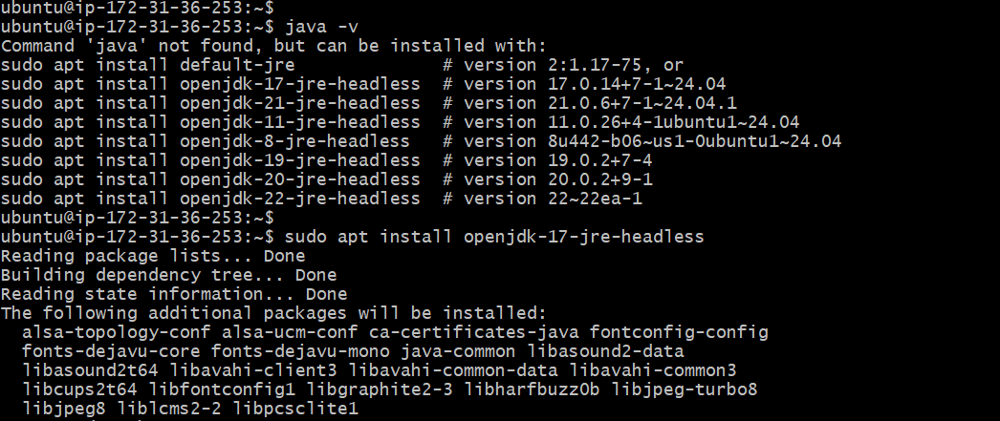 ubuntu@ip-172-31-36-253:~$
ubuntu@ip-172-31-36-253:~$ java -v
Command 'java' not found, but can be installed with:
sudo apt install default-jre              # version 2:1.17-75, or
sudo apt install openjdk-17-jre-headless  # version 17.0.14+7-1~24.04
sudo apt install openjdk-21-jre-headless  # version 21.0.6+7-1~24.04.1
sudo apt install openjdk-11-jre-headless  # version 11.0.26+4-1ubuntu1~24.04
sudo apt install openjdk-8-jre-headless   # version 8u442-b06~us1-0ubuntu1~24.04
sudo apt install openjdk-19-jre-headless  # version 19.0.2+7-4
sudo apt install openjdk-20-jre-headless  # version 20.0.2+9-1
sudo apt install openjdk-22-jre-headless  # version 22~22ea-1
ubuntu@ip-172-31-36-253:~$
ubuntu@ip-172-31-36-253:~$ sudo apt install openjdk-17-jre-headless
Reading package lists... Done
Building dependency tree... Done
Reading state information... Done
The following additional packages will be installed:
  alsa-topology-conf alsa-ucm-conf ca-certificates-java fontconfig-config
  fonts-dejavu-core fonts-dejavu-mono java-common libasound2-data
  libasound2t64 libavahi-client3 libavahi-common-data libavahi-common3
  libcups2t64 libfontconfig1 libgraphite2-3 libharfbuzz0b libjpeg-turbo8
  libjpeg8 liblcms2-2 libpcsclite1